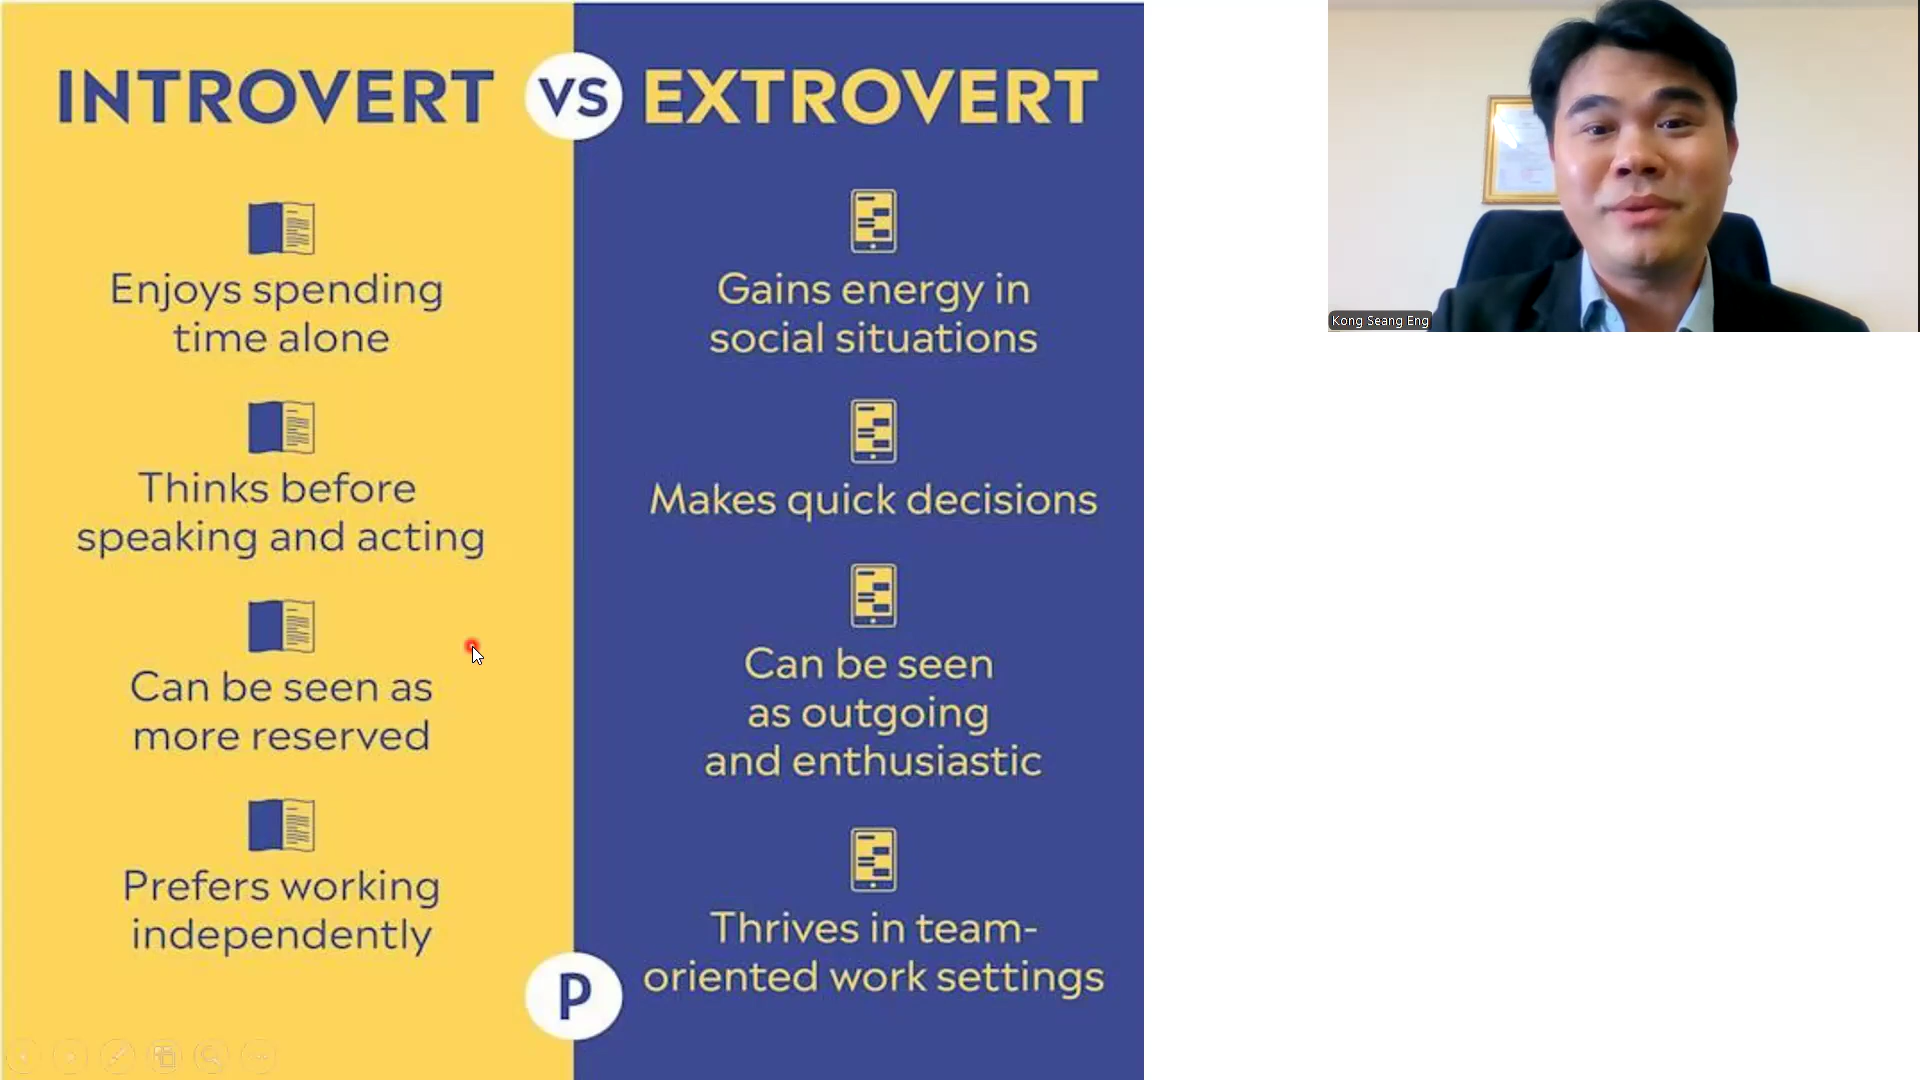 INTROVERT VS EXTROVERT
Enjoys spending
time alone
Thinks before
speaking and acting
Can be seen as
more reserved
Prefers working
independently
Gains energy in
social situations
Makes quick decisions
Can be seen
as outgoing
and enthusiastic
Thrives in team-
oriented work settings
P
Kong Seang Eng